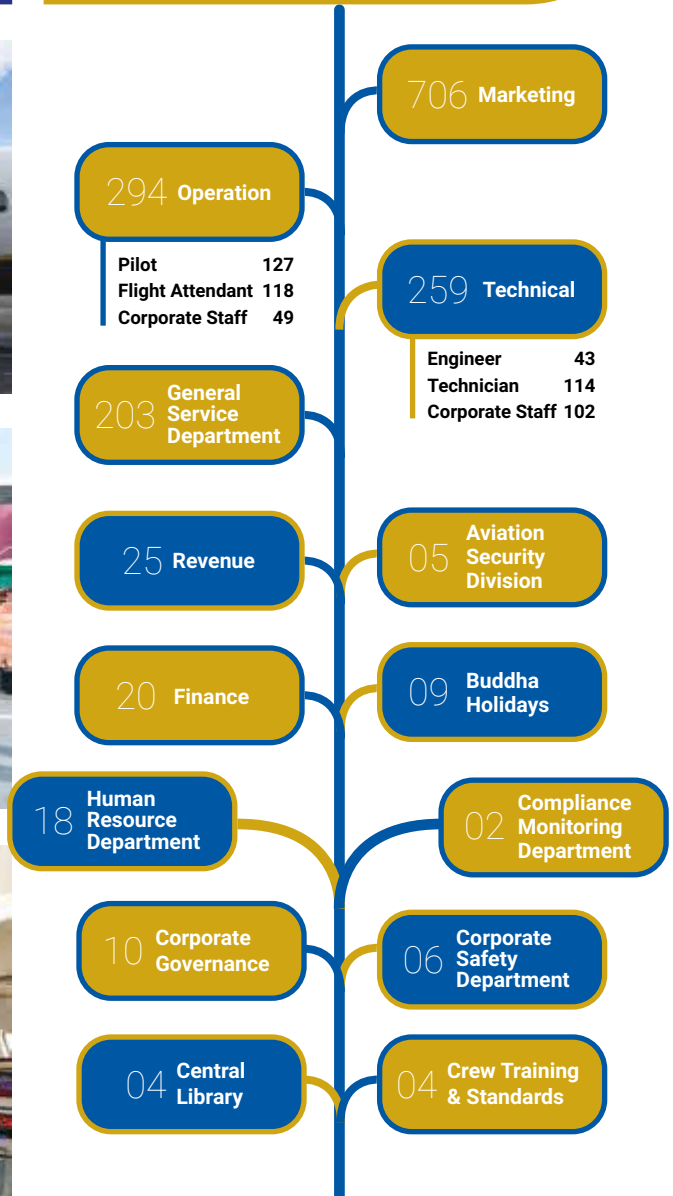 706 Marketing
294 Operation
Pilot 127
Flight Attendant 118
Corporate Staff 49
259 Technical
Engineer 43
Technician 114
Corporate Staff 102
203 General
Service
Department
25 Revenue
05 Aviation
Security
Division
20 Finance
09 Buddha
Holidays
18 Human
Resource
Department
02 Compliance
Monitoring
Department
10 Corporate
Governance
06 Corporate
Safety
Department
04 Central
Library
04 Crew Training
& Standards